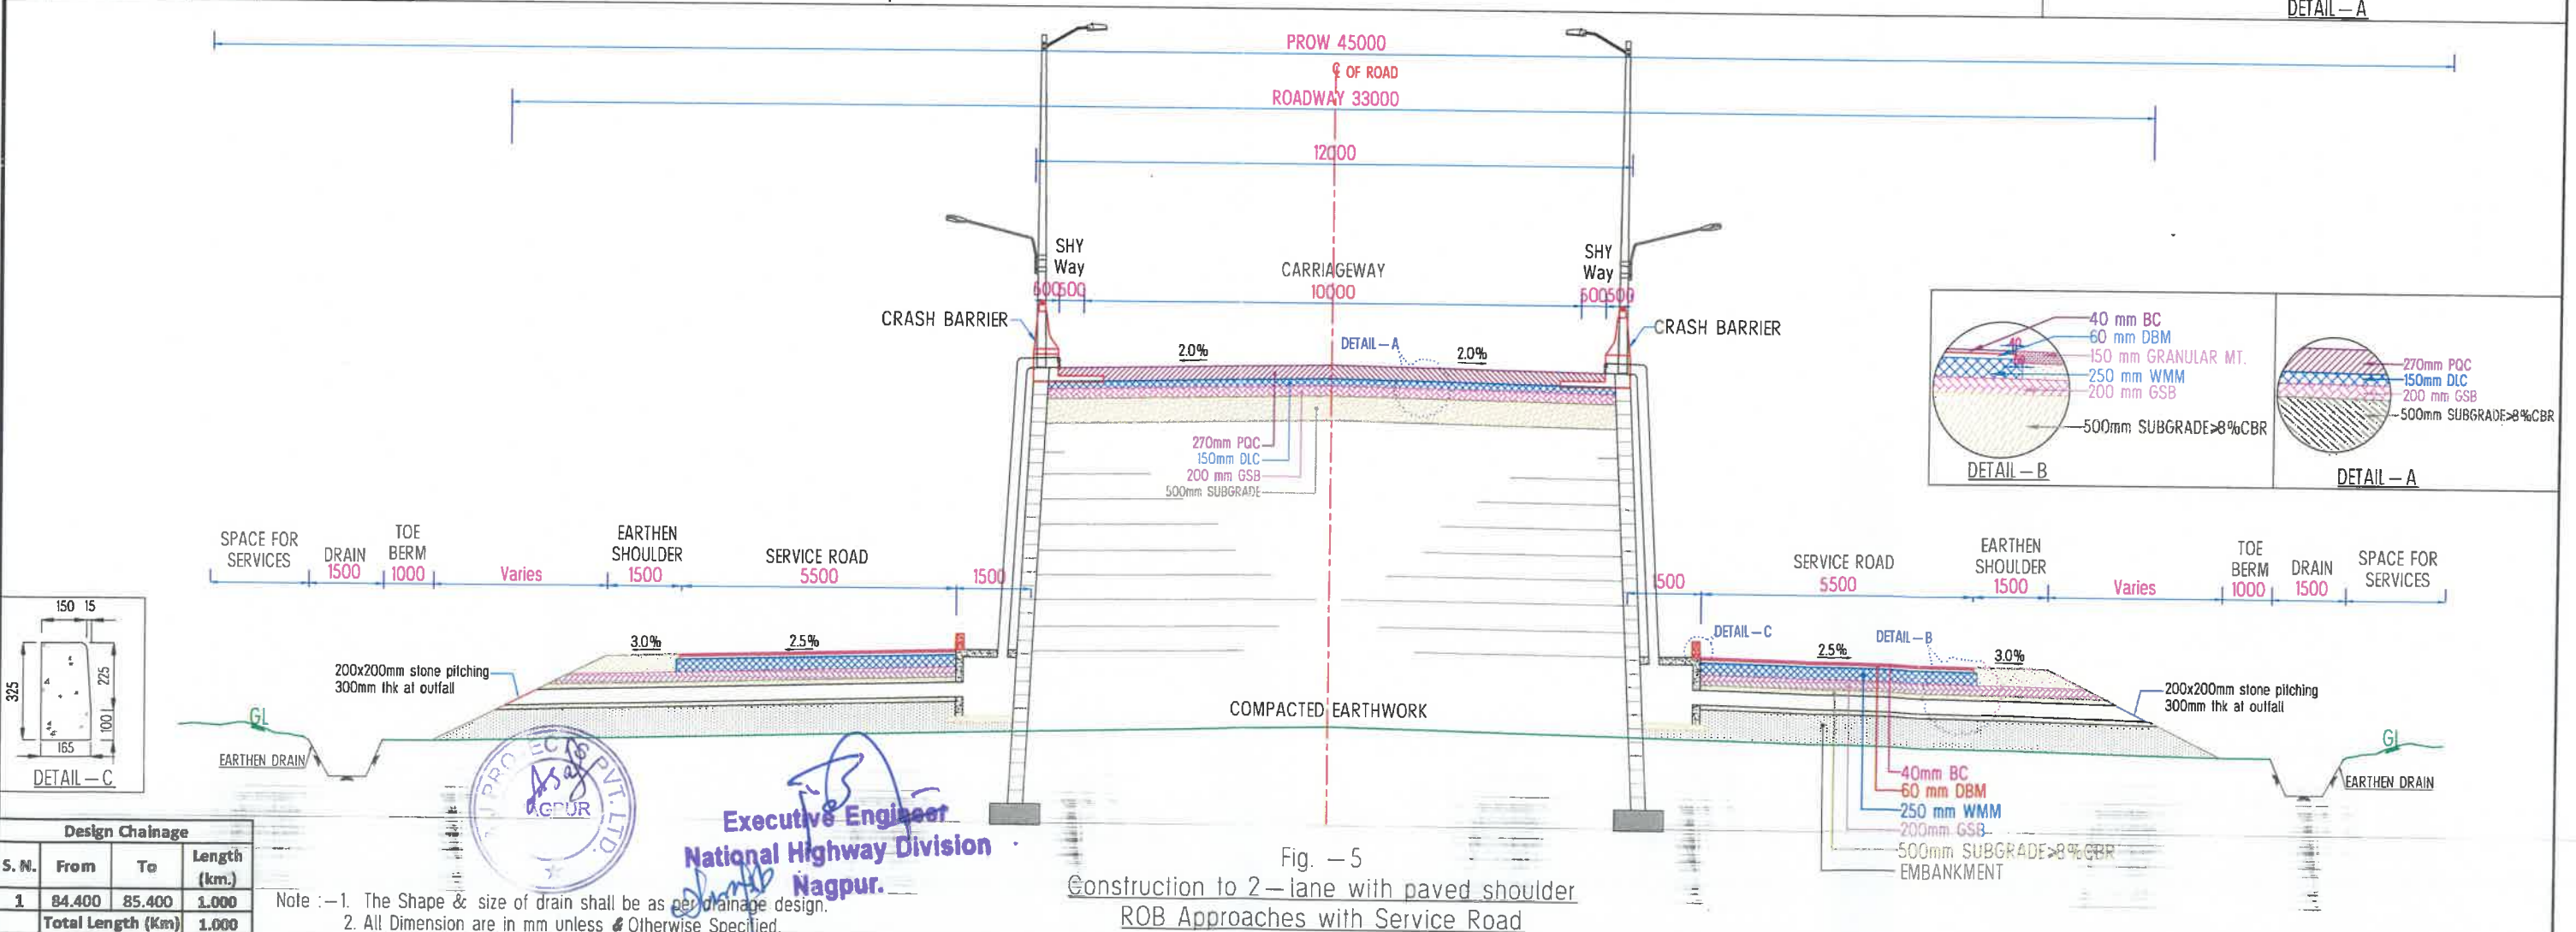 DETAIL-A
PROW 45000
℄ OF ROAD
ROADWAY 33000
12000
SHY
Way
SHY
Way
CARRIAGEWAY
500
500
10000
500
500
CRASH BARRIER
CRASH BARRIER
2.0%
DETAIL-A
2.0%
270mm PQC
150mm DLC
200 mm GSB
500mm SUBGRADE
40 mm BC
60 mm DBM
150 mm GRANULAR MT.
250 mm WMM
200 mm GSB
500mm SUBGRADE>8%CBR
DETAIL-B
270mm PQC
150mm DLC
200 mm GSB
500mm SUBGRADE>8%CBR
DETAIL-A
SPACE FOR
SERVICES
DRAIN
1500
TOE
BERM
1000
Varies
EARTHEN
SHOULDER
1500
SERVICE ROAD
5500
1500
1500
SERVICE ROAD
5500
EARTHEN
SHOULDER
1500
Varies
TOE
BERM
1000
DRAIN
1500
SPACE FOR
SERVICES
150 15
325
225
100
165
DETAIL-C
3.0%
2.5%
200x200mm stone pitching
300mm thk at outfall
GL
EARTHEN DRAIN
COMPACTED EARTHWORK
DETAIL-C
DETAIL-B
2.5%
3.0%
200x200mm stone pitching
300mm thk at outfall
GL
EARTHEN DRAIN
40mm BC
60 mm DBM
250 mm WMM
200mm GSB
500mm SUBGRADE>8%CBR
EMBANKMENT
PROJECTS PVT. LTD.
Executive Engineer
National Highway Division
Nagpur.
Design Chainage
S. N. From To Length (km.)
1 84.400 85.400 1.000
Total Length (Km) 1.000
Note :-1. The Shape & size of drain shall be as per drainage design.
2. All Dimension are in mm unless & Otherwise Specified.
Fig. -5
Construction to 2-lane with paved shoulder
ROB Approaches with Service Road